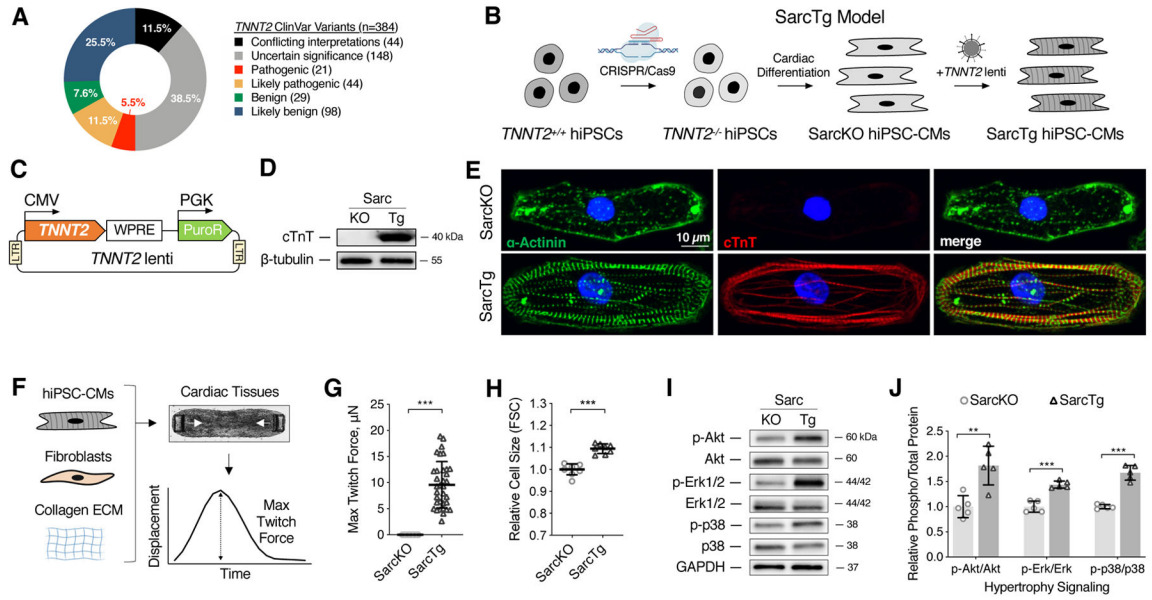 A
TNNT2 ClinVar Variants (n=384)
Conflicting interpretations (44)
Uncertain significance (148)
Pathogenic (21)
Likely pathogenic (44)
Benign (29)
Likely benign (98)
11.5%
38.5%
5.5%
11.5%
7.6%
25.5%
B
SarcTg Model
CRISPR/Cas9
Cardiac
Differentiation
+TNNT2 lenti
TNNT2+/+ hiPSCs
TNNT2-/- hiPSCs
SarcKO hiPSC-CMs
SarcTg hiPSC-CMs
C
CMV
PGK
TNNT2
WPRE
PuroR
LTR
LTR
TNNT2 lenti
D
Sarc
KO
Tg
cTnT
40 kDa
β-tubulin
55
E
SarcKO
α-Actinin
10 µm
cTnT
merge
SarcTg
F
hiPSC-CMs
Fibroblasts
Collagen ECM
Cardiac Tissues
Displacement
Max
Twitch
Force
Time
G
Max Twitch Force, µN
25
20
15
10
5
0
***
SarcKO
SarcTg
H
Relative Cell Size (FSC)
1.3
1.2
1.1
1.0
0.9
0.8
0.7
***
SarcKO
SarcTg
I
Sarc
KO
Tg
p-Akt
60 kDa
Akt
60
p-Erk1/2
44/42
Erk1/2
44/42
p-p38
38
p38
38
GAPDH
37
J
SarcKO
SarcTg
Relative Phospho/Total Protein
2.5
2.0
1.5
1.0
0.5
0.0
**
***
***
p-Akt/Akt
p-Erk/Erk
p-p38/p38
Hypertrophy Signaling